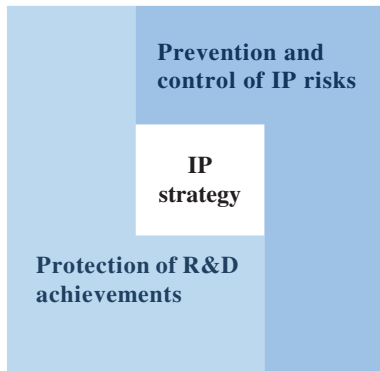 Prevention and
control of IP risks
IP
strategy
Protection of R&D
achievements